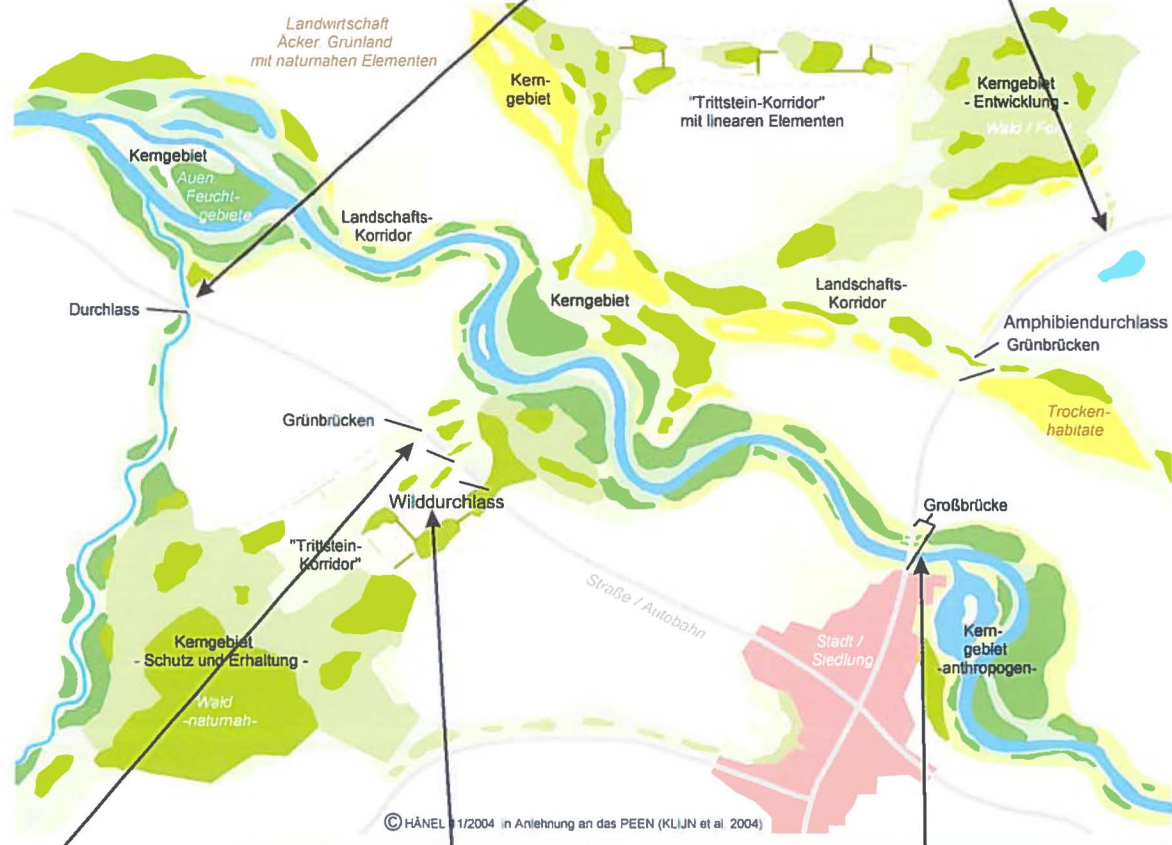 Landwirtschaft
Äcker, Grünland
mit naturnahen Elementen
Kern-
gebiet
"Trittstein-Korridor"
mit linearen Elementen
Kerngebiet
- Entwicklung -
Wald / Forst
Kerngebiet
Auen
Feucht-
gebiete
Landschafts-
Korridor
Durchlass
Kerngebiet
Landschafts-
Korridor
Amphibiendurchlass
Grünbrücken
Trocken-
habitate
Grünbrücken
Wilddurchlass
"Trittstein-
Korridor"
Großbrücke
Straße / Autobahn
Kerngebiet
- Schutz und Erhaltung -
Wald
-naturnah-
Stadt /
Siedlung
Kern-
gebiet
-anthropogen-
© HÄNEL 11/2004 in Anlehnung an das PEEN (KLIJN et al. 2004)